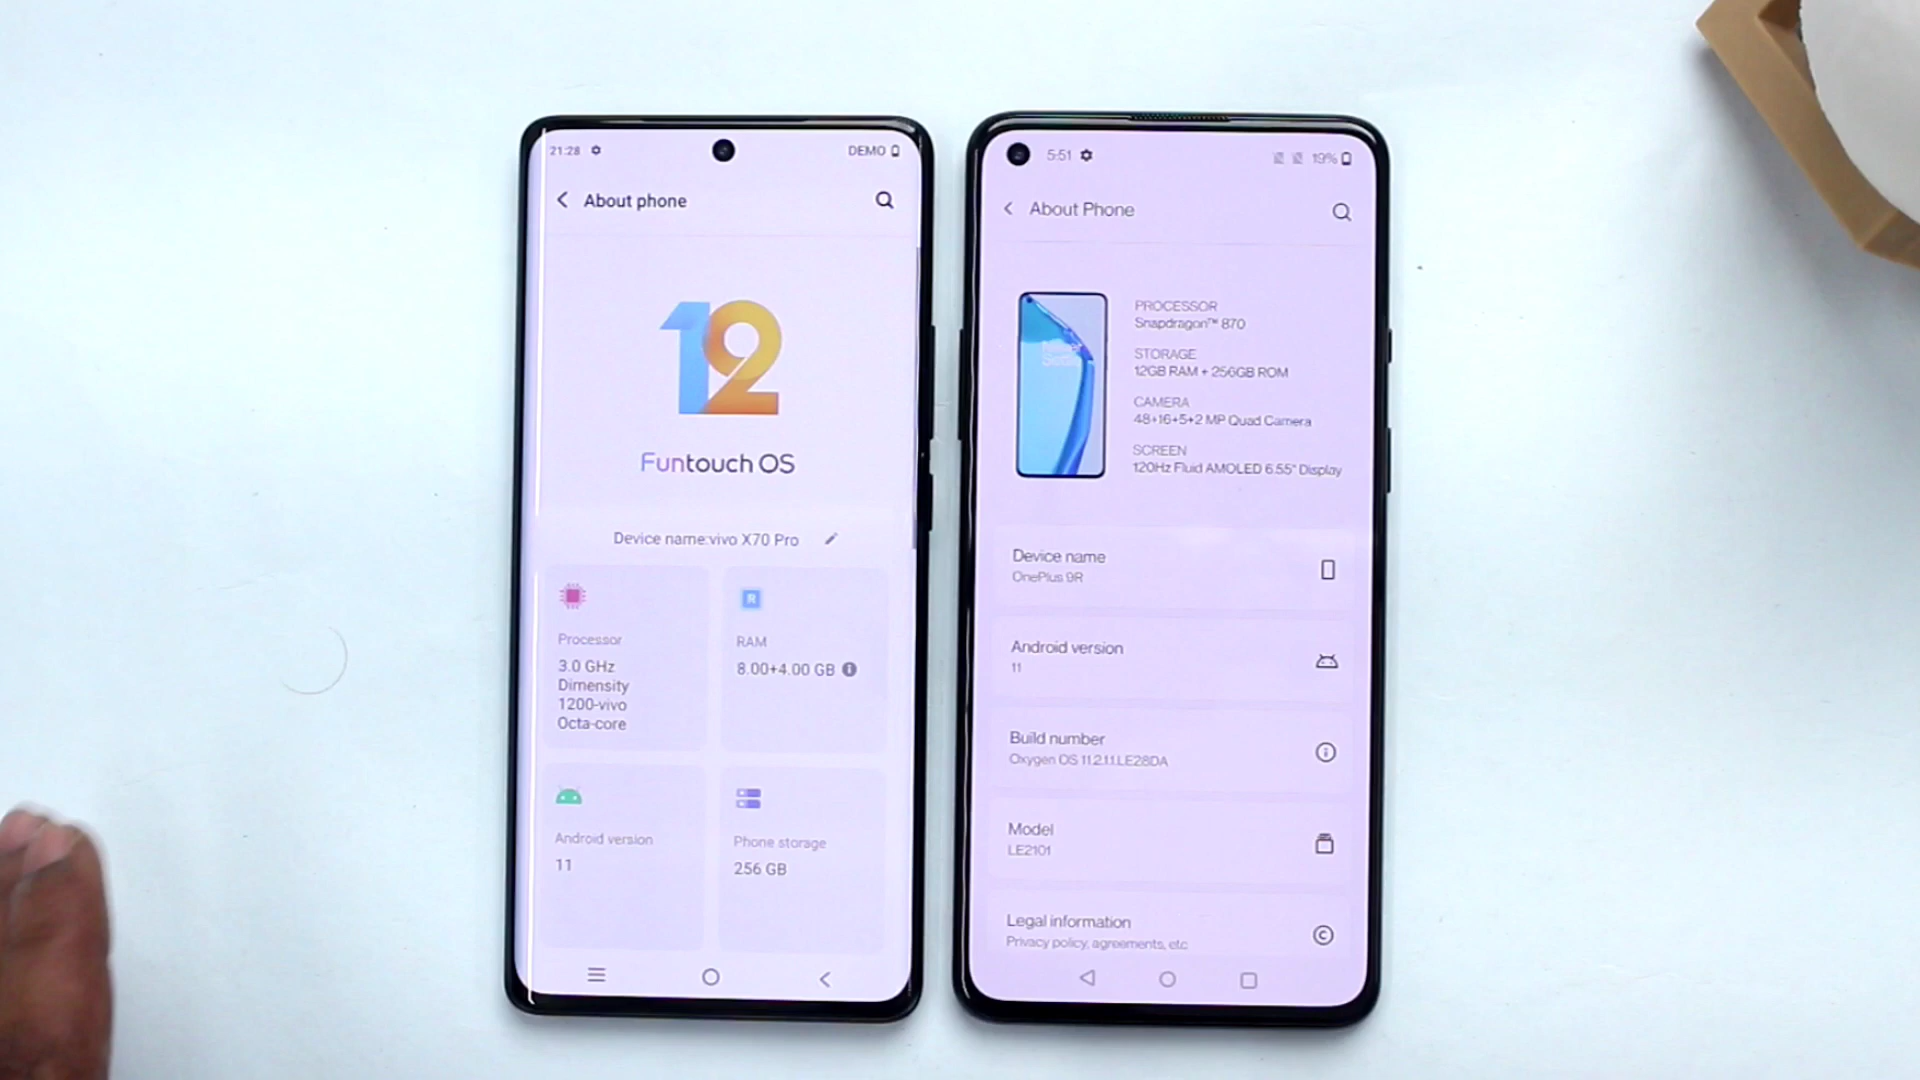 21:28
DEMO
About phone
12
Funtouch OS
Device name:vivo X70 Pro
Processor
3.0 GHz
Dimensity
1200-vivo
Octa-core
R
RAM
8.00+4.00 GB
Android version
11
Phone storage
256 GB
5:51
19%
About Phone
PROCESSOR
Snapdragon™ 870
STORAGE
12GB RAM + 256GB ROM
CAMERA
48+16+5+2 MP Quad Camera
SCREEN
120Hz Fluid AMOLED 6.55" Display
Device name
OnePlus 9R
Android version
11
Build number
Oxygen OS 11.2.1.1.LE28DA
Model
LE2101
Legal information
Privacy policy, agreements, etc